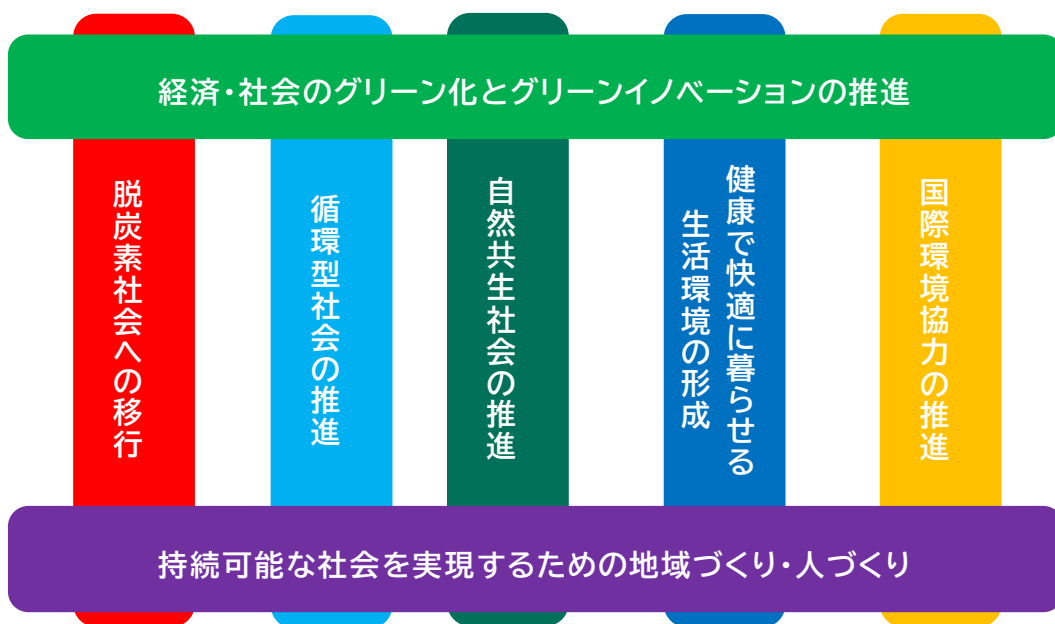 経済・社会のグリーン化とグリーンイノベーションの推進
脱炭素社会への移行
循環型社会の推進
自然共生社会の推進
健康で快適に暮らせる
生活環境の形成
国際環境協力の推進
持続可能な社会を実現するための地域づくり・人づくり